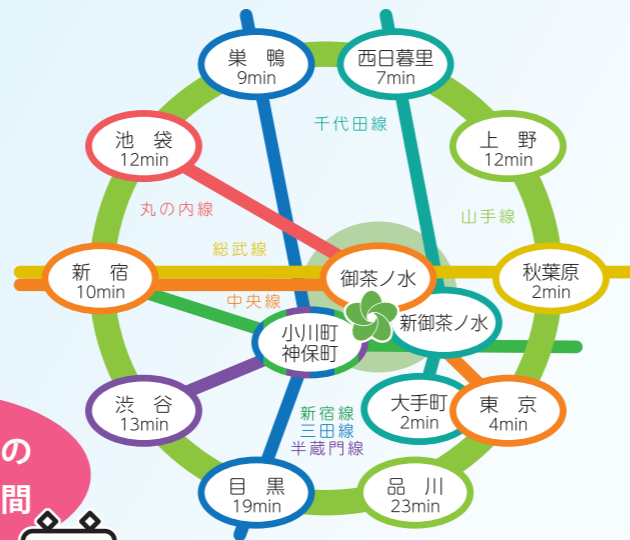 巣鴨
9min
西日暮里
7min
千代田線
池袋
12min
上野
12min
丸の内線
山手線
総武線
新宿
10min
御茶ノ水
秋葉原
2min
中央線
小川町
神保町
新御茶ノ水
渋谷
13min
新宿線
三田線
半蔵門線
大手町
2min
東京
4min
の
間
目黒
19min
品川
23min